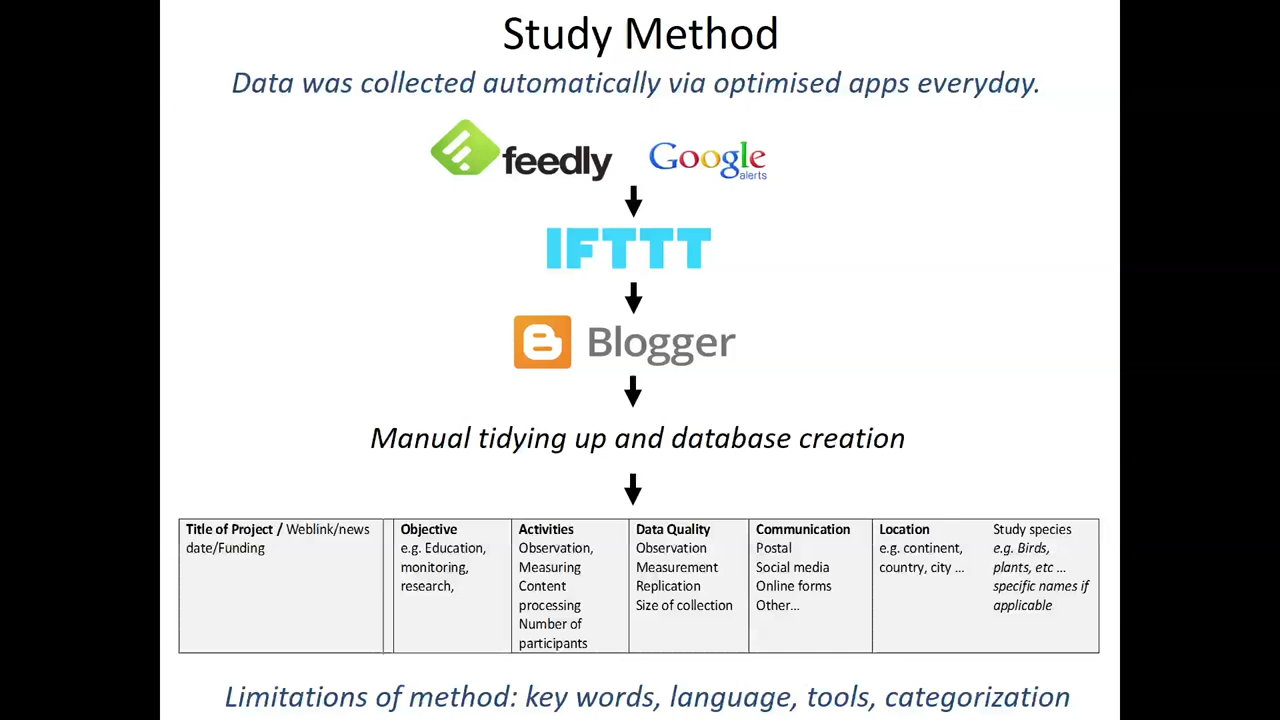 Study Method
Data was collected automatically via optimised apps everyday.
feedly
Google
alerts
IFTTT
Blogger
Manual tidying up and database creation
Title of Project / Weblink/news
date/Funding
Objective
e.g. Education,
monitoring,
research,
Activities
Observation,
Measuring
Content
processing
Number of
participants
Data Quality
Observation
Measurement
Replication
Size of collection
Communication
Postal
Social media
Online forms
Other...
Location
e.g. continent,
country, city ...
Study species
e.g. Birds,
plants, etc ...
specific names if
applicable
Limitations of method: key words, language, tools, categorization